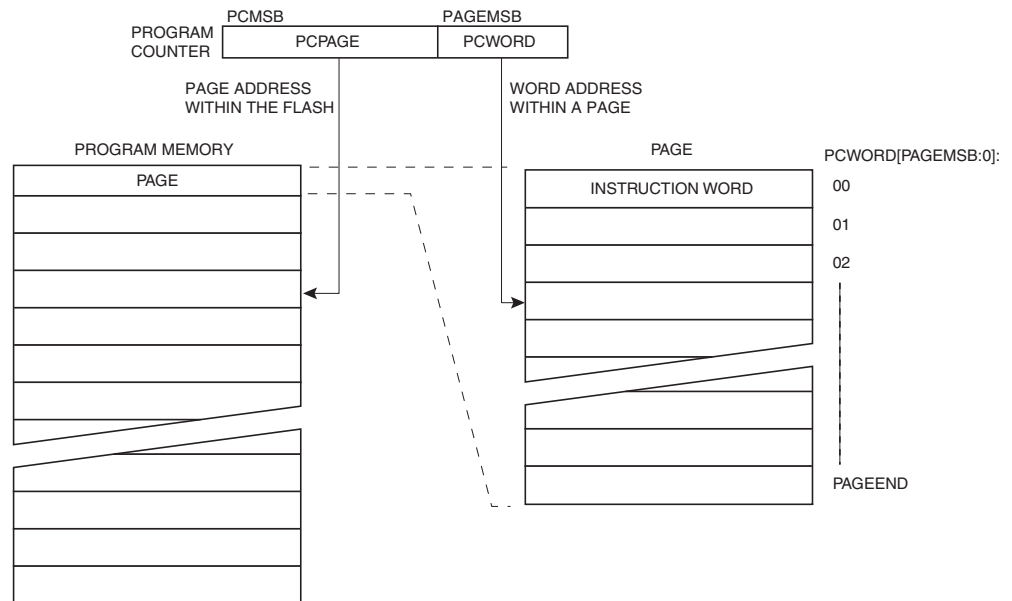 PCMSB
PAGEMSB
PROGRAM
COUNTER
PCPAGE
PCWORD
PAGE ADDRESS
WITHIN THE FLASH
WORD ADDRESS
WITHIN A PAGE
PROGRAM MEMORY
PAGE
PCWORD[PAGEMSB:0]:
PAGE
INSTRUCTION WORD
00
01
02
PAGEEND